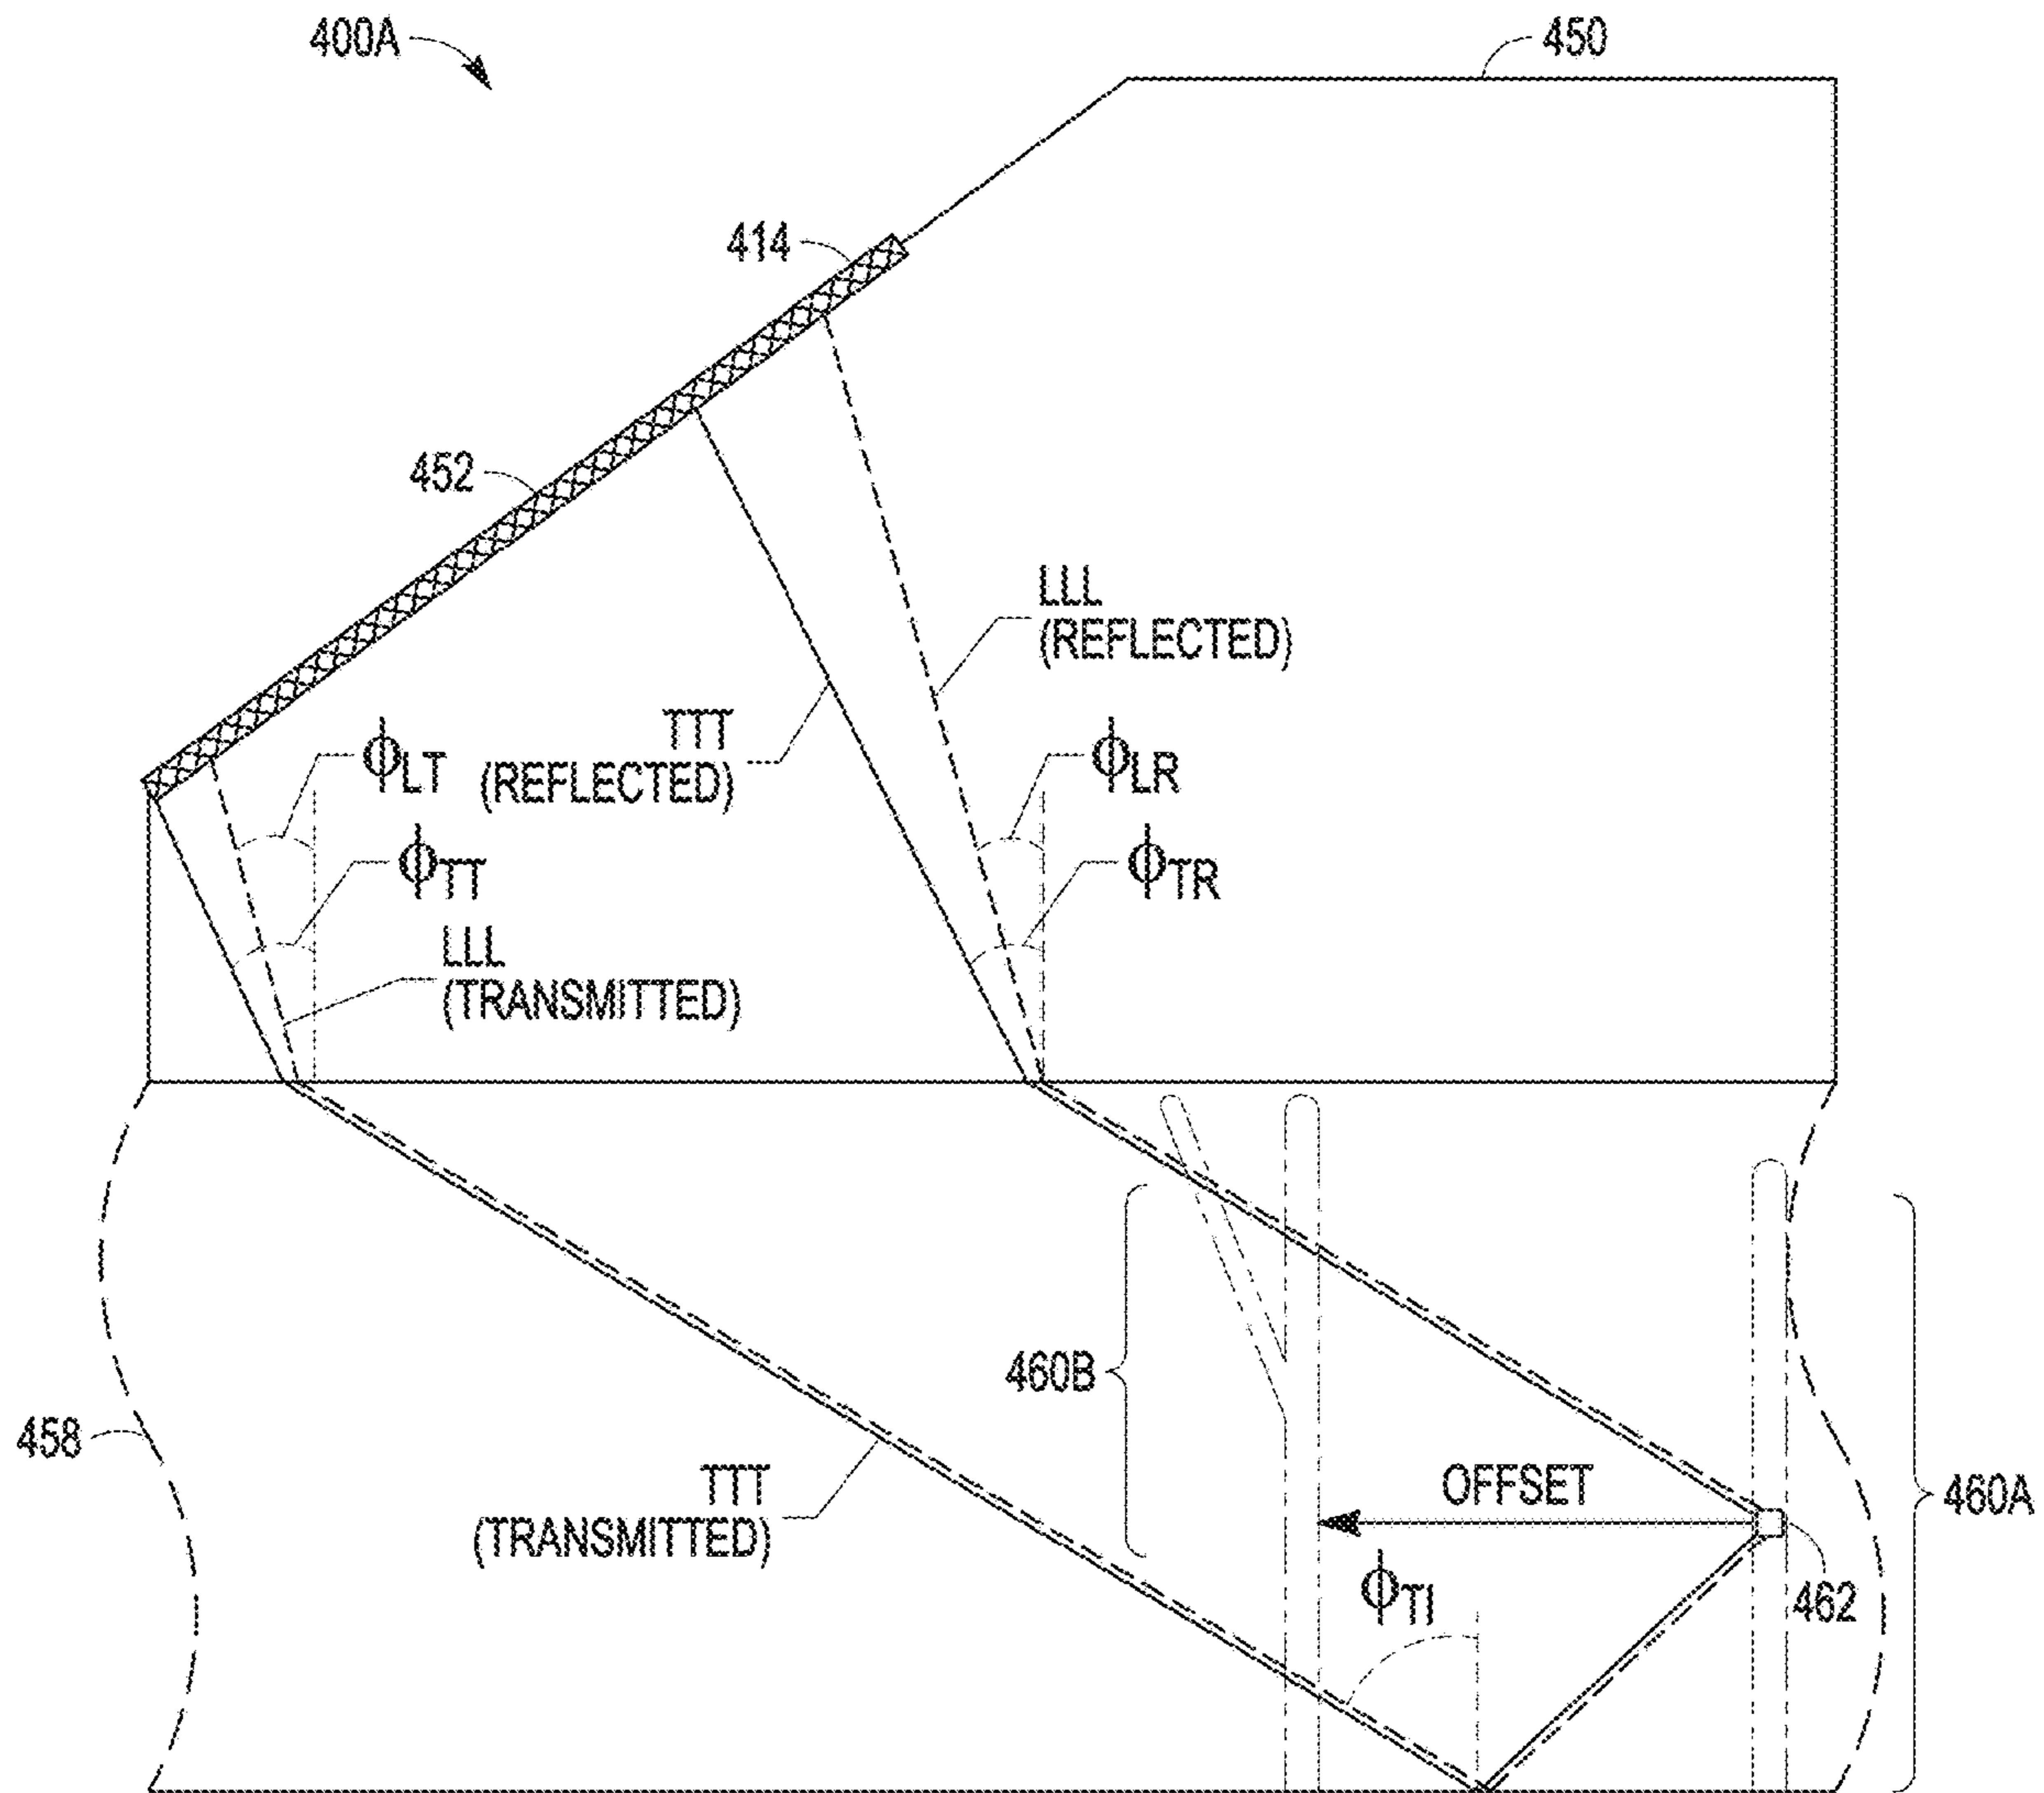 400A
450
414
452
LLL
(REFLECTED)
TTT
(REFLECTED)
ϕLT
ϕLR
ϕTT
ϕTR
LLL
(TRANSMITTED)
460B
458
TTT
(TRANSMITTED)
OFFSET
460A
ϕTI
462